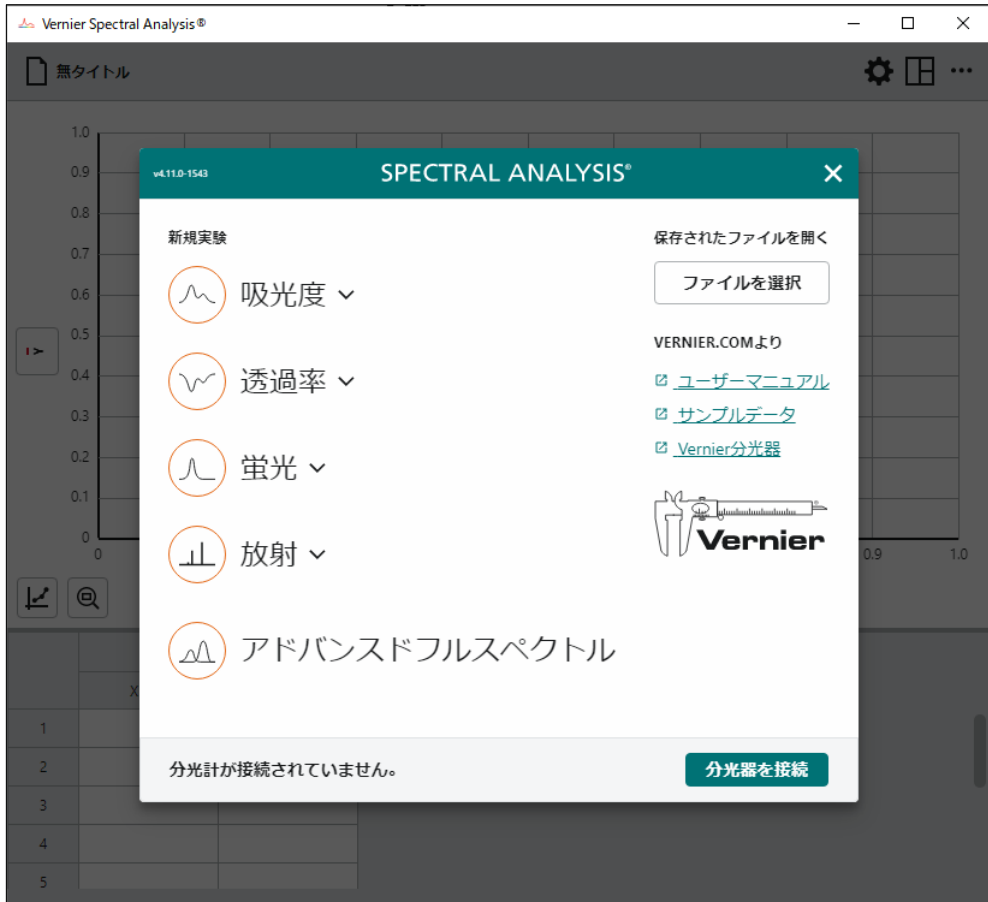 Vernier Spectral Analysis®
無タイトル
1.0
0.9
0.8
0.7
0.6
0.5
0.4
0.3
0.2
0.1
0
0
0.9
1.0
Y
v4.11.0-1543
SPECTRAL ANALYSIS®
新規実験
吸光度
透過率
蛍光
放射
アドバンスドフルスペクトル
保存されたファイルを開く
ファイルを選択
VERNIER.COMより
ユーザーマニュアル
サンプルデータ
Vernier分光器
Vernier
分光計が接続されていません。
分光器を接続
X
1
2
3
4
5